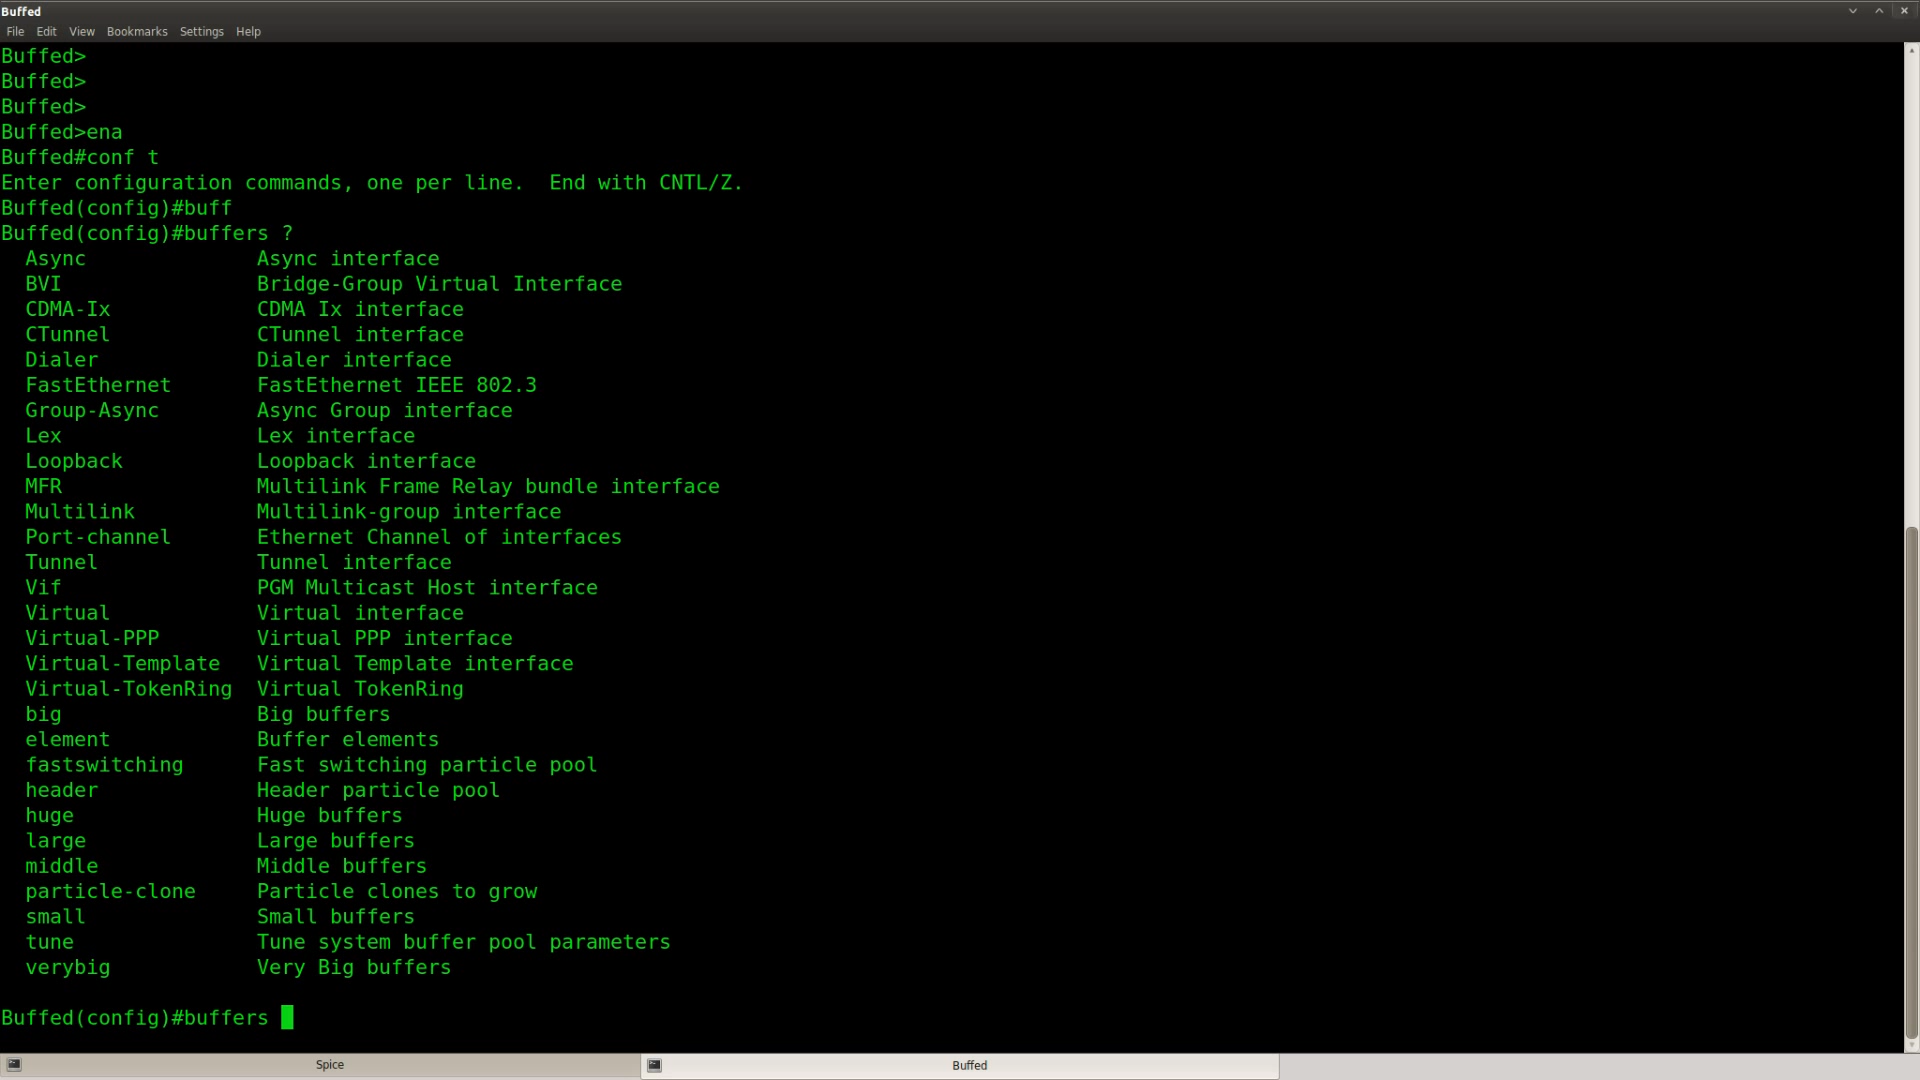 Buffed
File Edit View Bookmarks Settings Help
Buffed>
Buffed>
Buffed>
Buffed>ena
Buffed#conf t
Enter configuration commands, one per line.  End with CNTL/Z.
Buffed(config)#buff
Buffed(config)#buffers ?
  Async              Async interface
  BVI                Bridge-Group Virtual Interface
  CDMA-Ix            CDMA Ix interface
  CTunnel            CTunnel interface
  Dialer             Dialer interface
  FastEthernet       FastEthernet IEEE 802.3
  Group-Async        Async Group interface
  Lex                Lex interface
  Loopback           Loopback interface
  MFR                Multilink Frame Relay bundle interface
  Multilink          Multilink-group interface
  Port-channel       Ethernet Channel of interfaces
  Tunnel             Tunnel interface
  Vif                PGM Multicast Host interface
  Virtual            Virtual interface
  Virtual-PPP        Virtual PPP interface
  Virtual-Template   Virtual Template interface
  Virtual-TokenRing  Virtual TokenRing
  big                Big buffers
  element            Buffer elements
  fastswitching      Fast switching particle pool
  header             Header particle pool
  huge               Huge buffers
  large              Large buffers
  middle             Middle buffers
  particle-clone     Particle clones to grow
  small              Small buffers
  tune               Tune system buffer pool parameters
  verybig            Very Big buffers
Buffed(config)#buffers
Spice Buffed